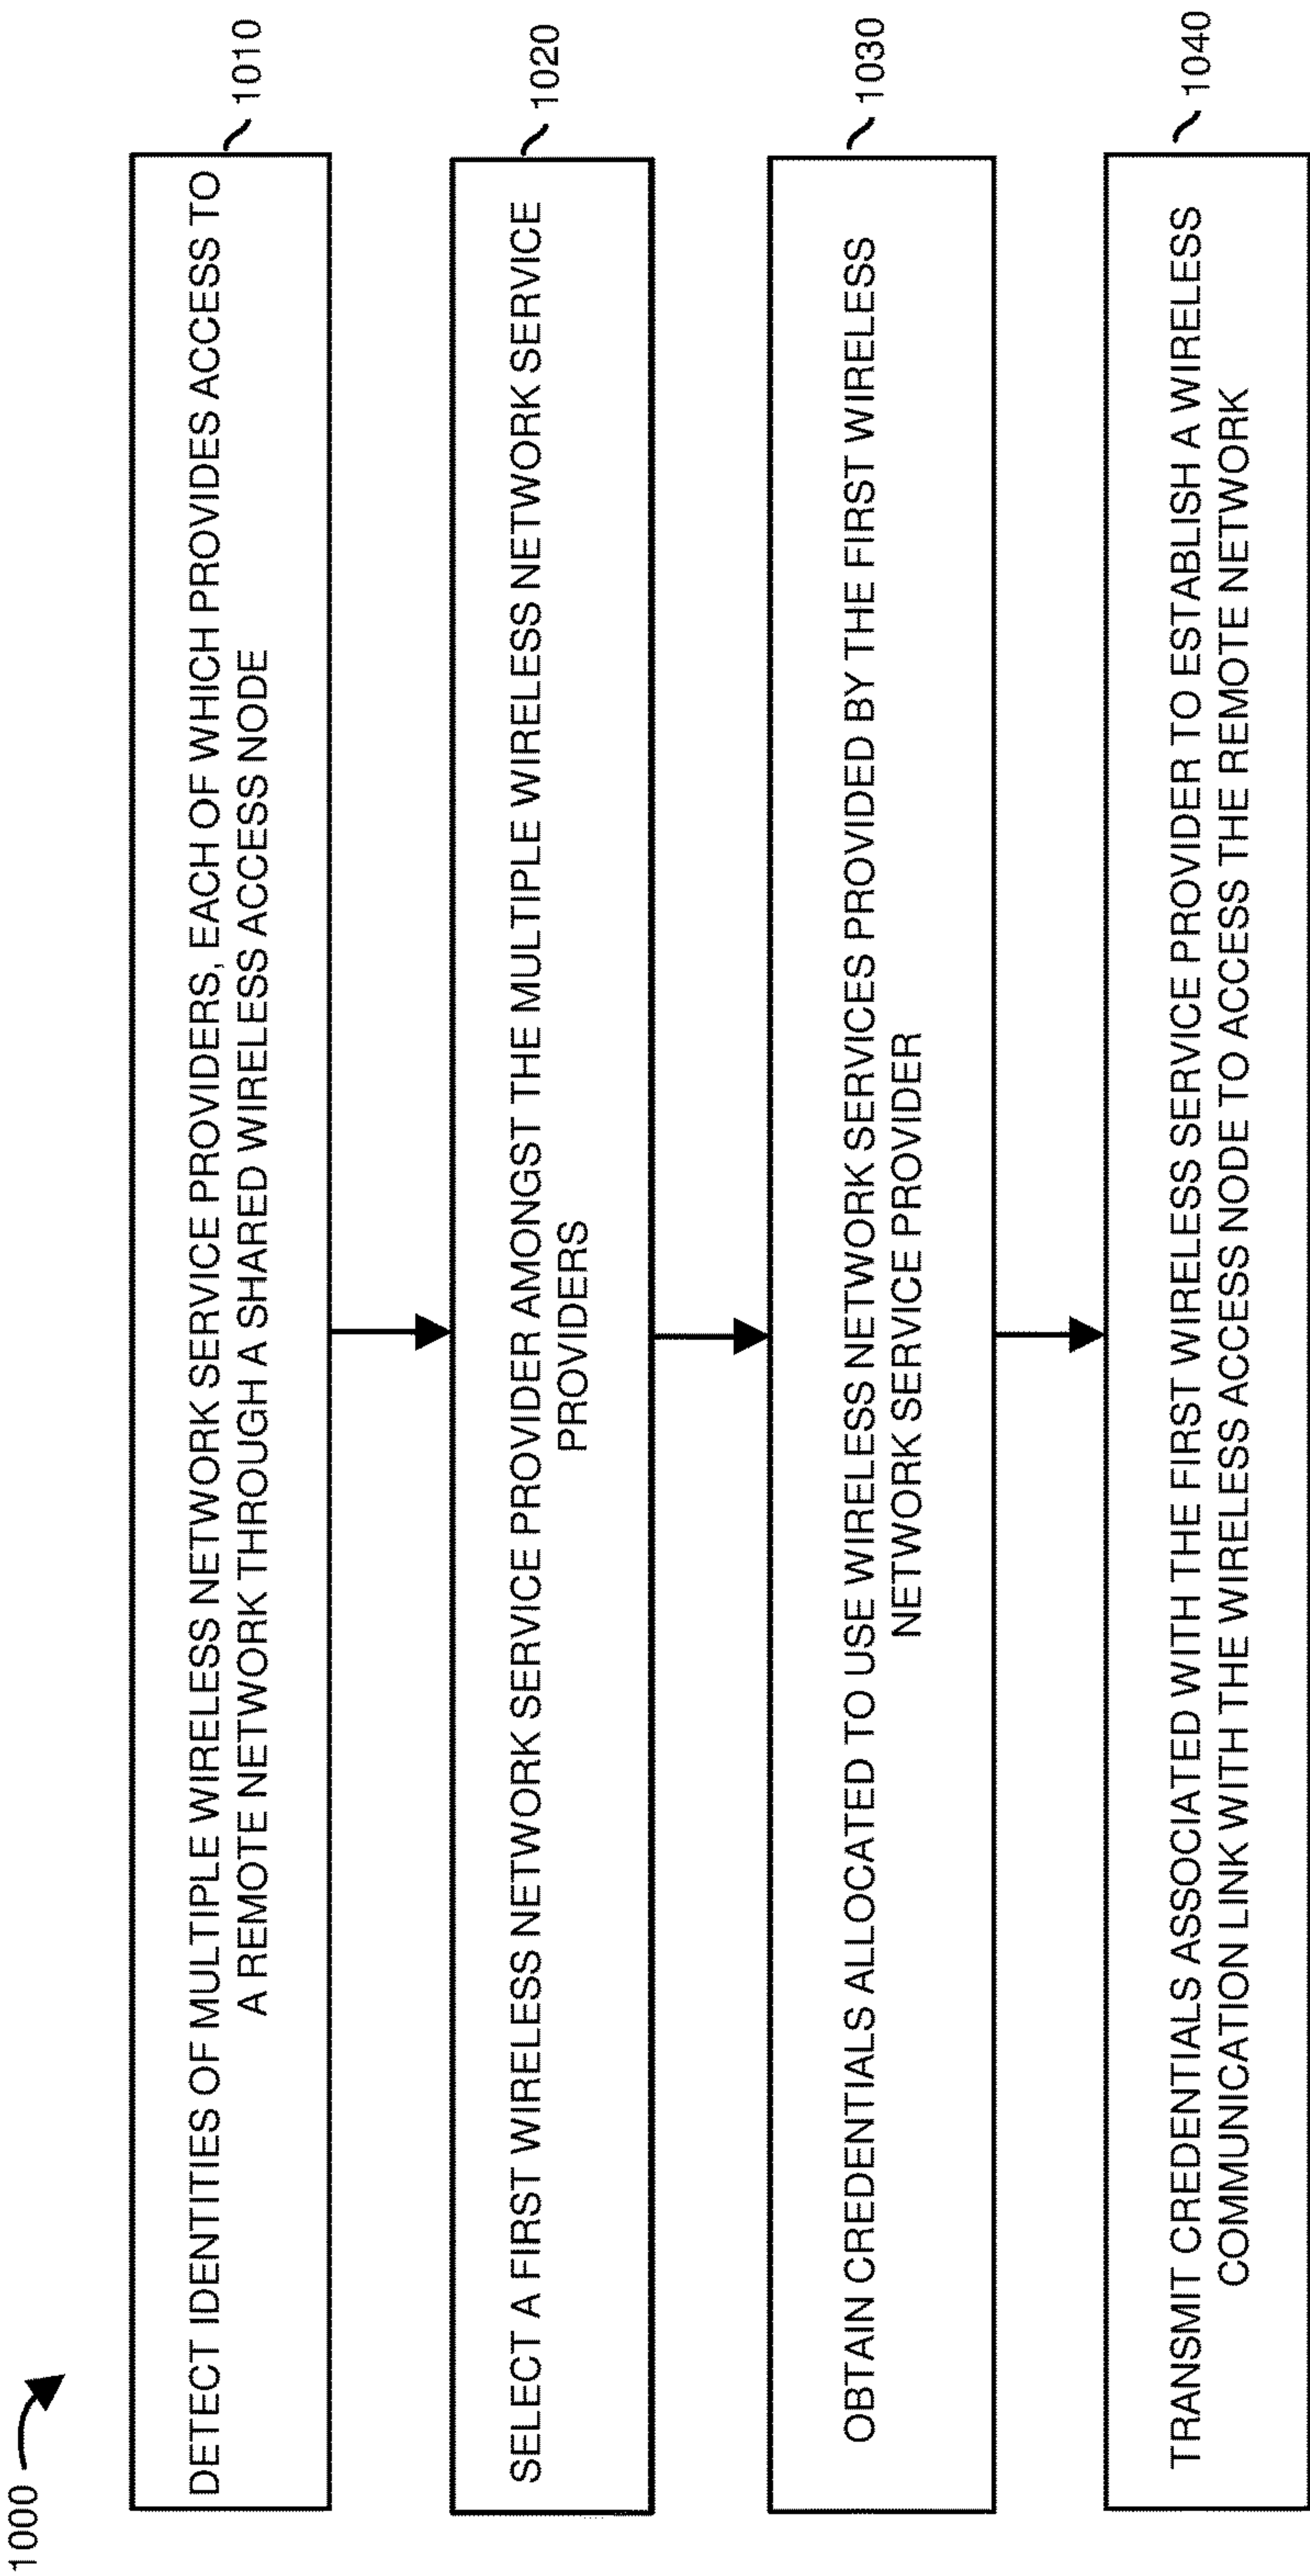 1000
DETECT IDENTITIES OF MULTIPLE WIRELESS NETWORK SERVICE PROVIDERS, EACH OF WHICH PROVIDES ACCESS TO
A REMOTE NETWORK THROUGH A SHARED WIRELESS ACCESS NODE
1010
SELECT A FIRST WIRELESS NETWORK SERVICE PROVIDER AMONGST THE MULTIPLE WIRELESS NETWORK SERVICE
PROVIDERS
1020
OBTAIN CREDENTIALS ALLOCATED TO USE WIRELESS NETWORK SERVICES PROVIDED BY THE FIRST WIRELESS
NETWORK SERVICE PROVIDER
1030
TRANSMIT CREDENTIALS ASSOCIATED WITH THE FIRST WIRELESS SERVICE PROVIDER TO ESTABLISH A WIRELESS
COMMUNICATION LINK WITH THE WIRELESS ACCESS NODE TO ACCESS THE REMOTE NETWORK
1040